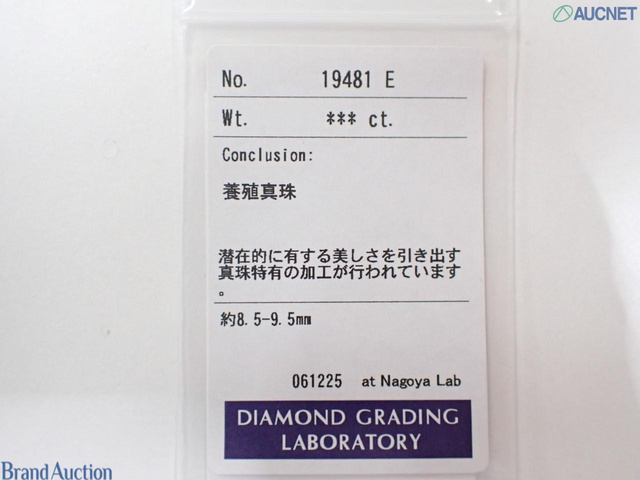 AUCNET
No. 19481 E
Wt. *** ct.
Conclusion:
養殖真珠
潜在的に有する美しさを引き出す
真珠特有の加工が行われています
。
約8.5-9.5mm
061225 at Nagoya Lab
DIAMOND GRADING
LABORATORY
Brand Auction